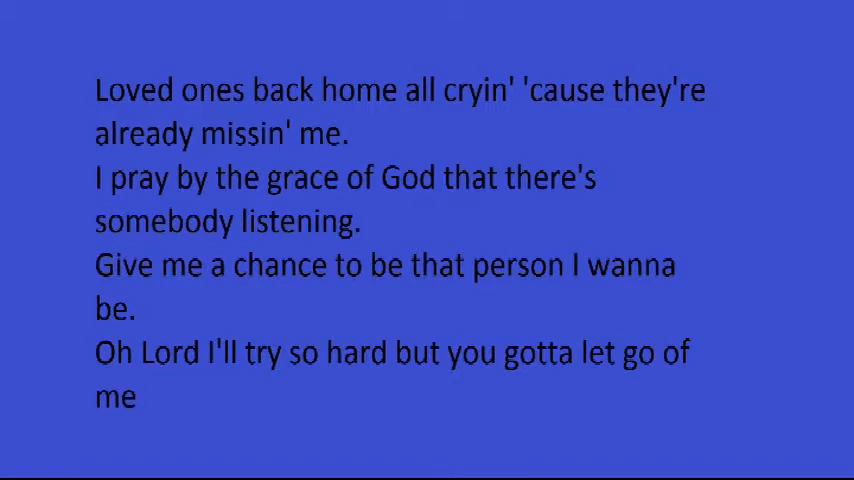 Loved ones back home all cryin' 'cause they're
already missin' me.
I pray by the grace of God that there's
somebody listening.
Give me a chance to be that person I wanna
be.
Oh Lord I'll try so hard but you gotta let go of
me